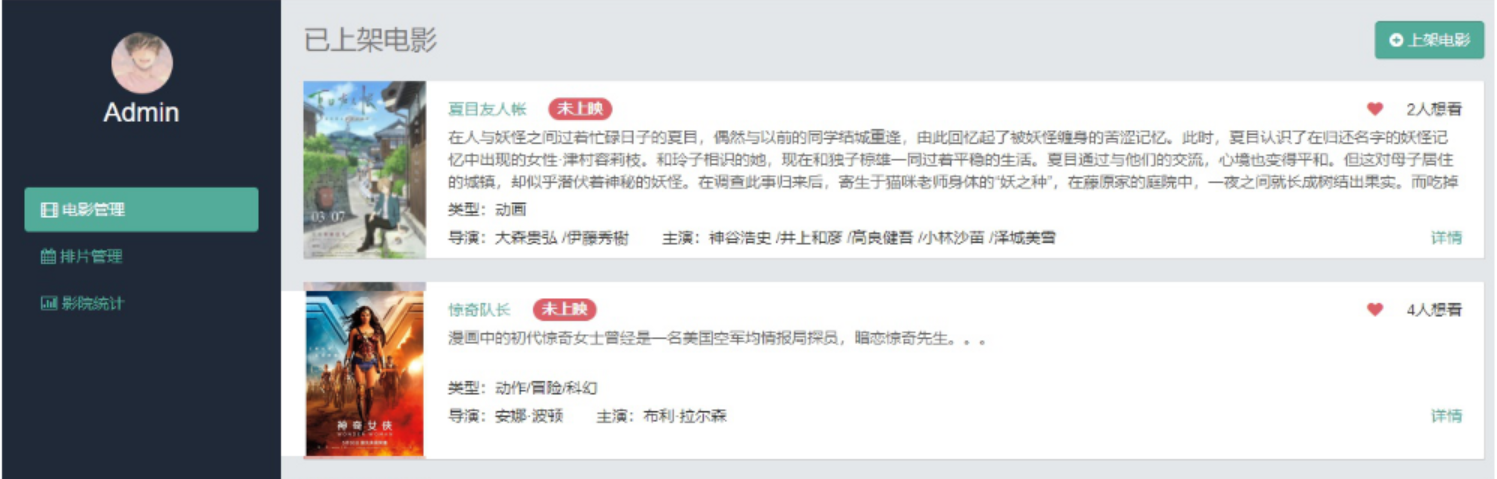 Admin
电影管理
排片管理
影院统计
已上架电影
上架电影
夏目友人帐 未上映 2人想看
在人与妖怪之间过着忙碌日子的夏目，偶然与以前的同学结城重逢，由此回忆起了被妖怪缠身的苦涩记忆。此时，夏目认识了在归还名字的妖怪记
忆中出现的女性·津村容莉枝。和玲子相识的她，现在和独子椋雄一同过着平稳的生活。夏目通过与他们的交流，心境也变得平和。但这对母子居住
的城镇，却似乎潜伏着神秘的妖怪。在调查此事归来后，寄生于猫咪老师身体的“妖之种”，在藤原家的庭院中，一夜之间就长成树结出果实。而吃掉
类型：动画
导演：大森贵弘 /伊藤秀樹 主演：神谷浩史 /井上和彦 /高良健吾 /小林沙苗 /泽城美雪
详情
03 07
惊奇队长 未上映 4人想看
漫画中的初代惊奇女士曾经是一名美国空军均情报局探员，暗恋惊奇先生。。。
类型：动作/冒险/科幻
导演：安娜·波顿 主演：布利·拉尔森
详情
神奇女侠
WONDER WOMAN